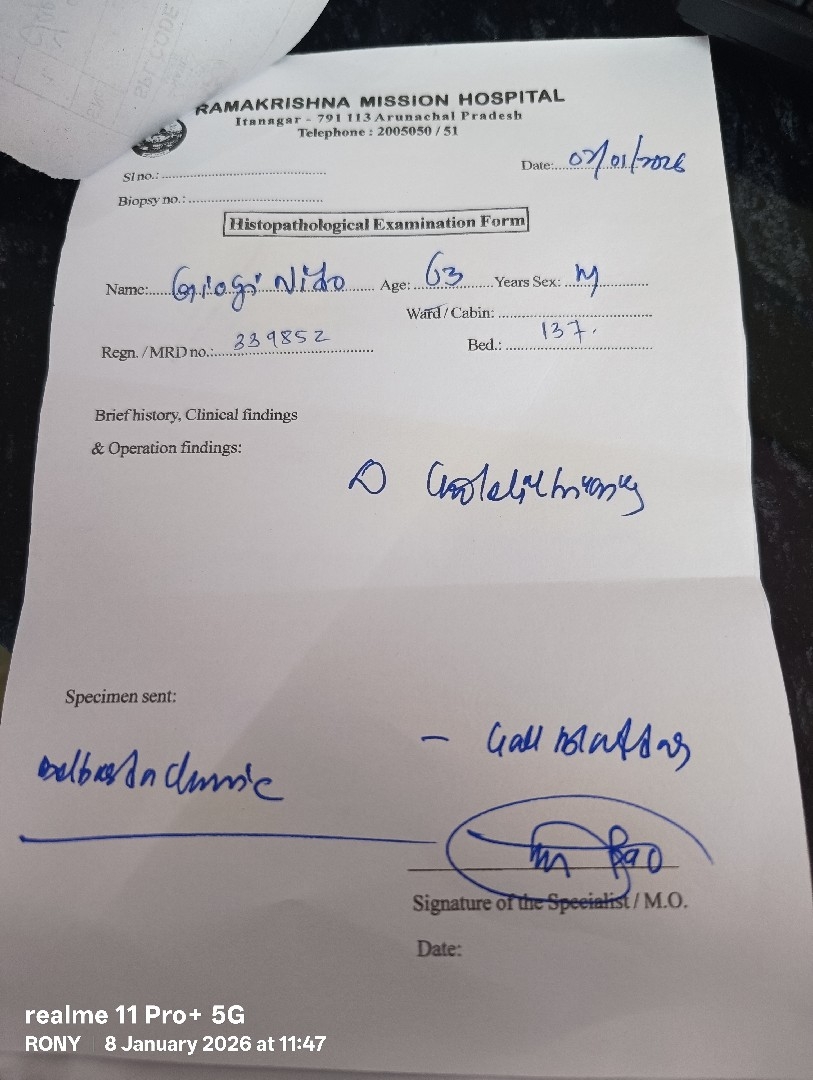 RAMAKRISHNA MISSION HOSPITAL
Itanagar - 791 113 Arunachal Pradesh
Telephone : 2005050 / 51
Sl no.:
Date: 07/01/2026
Biopsy no.:
Histopathological Examination Form
Name: Nido Age: 63 Years Sex: M
Ward / Cabin:
Regn. / MRD no.: 339852
Bed.: 137.
Brief history, Clinical findings
& Operation findings:
Specimen sent:
- Gall
Rao
Signature of the Specialist / M.O.
Date:
realme 11 Pro+ 5G
RONY | 8 January 2026 at 11:47